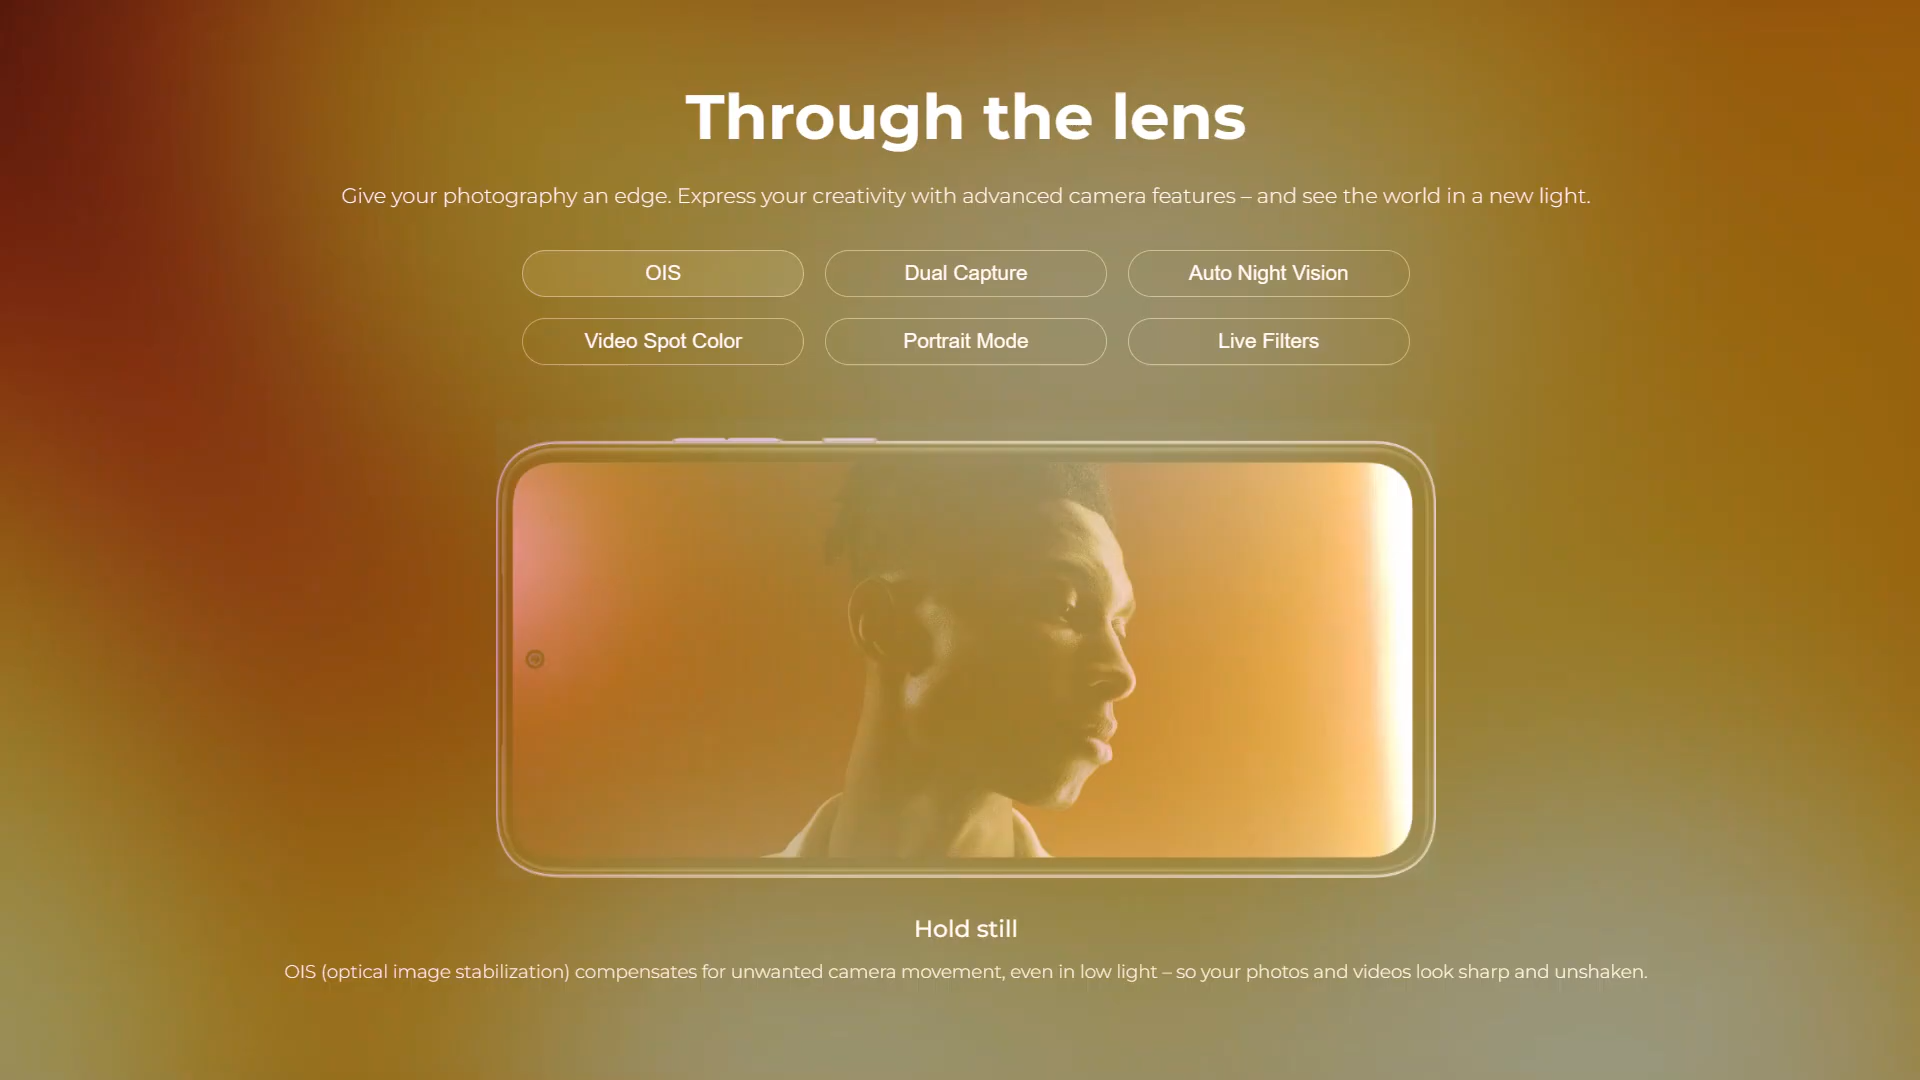 Through the lens
Give your photography an edge. Express your creativity with advanced camera features – and see the world in a new light.
OIS
Dual Capture
Auto Night Vision
Video Spot Color
Portrait Mode
Live Filters
Hold still
OIS (optical image stabilization) compensates for unwanted camera movement, even in low light – so your photos and videos look sharp and unshaken.